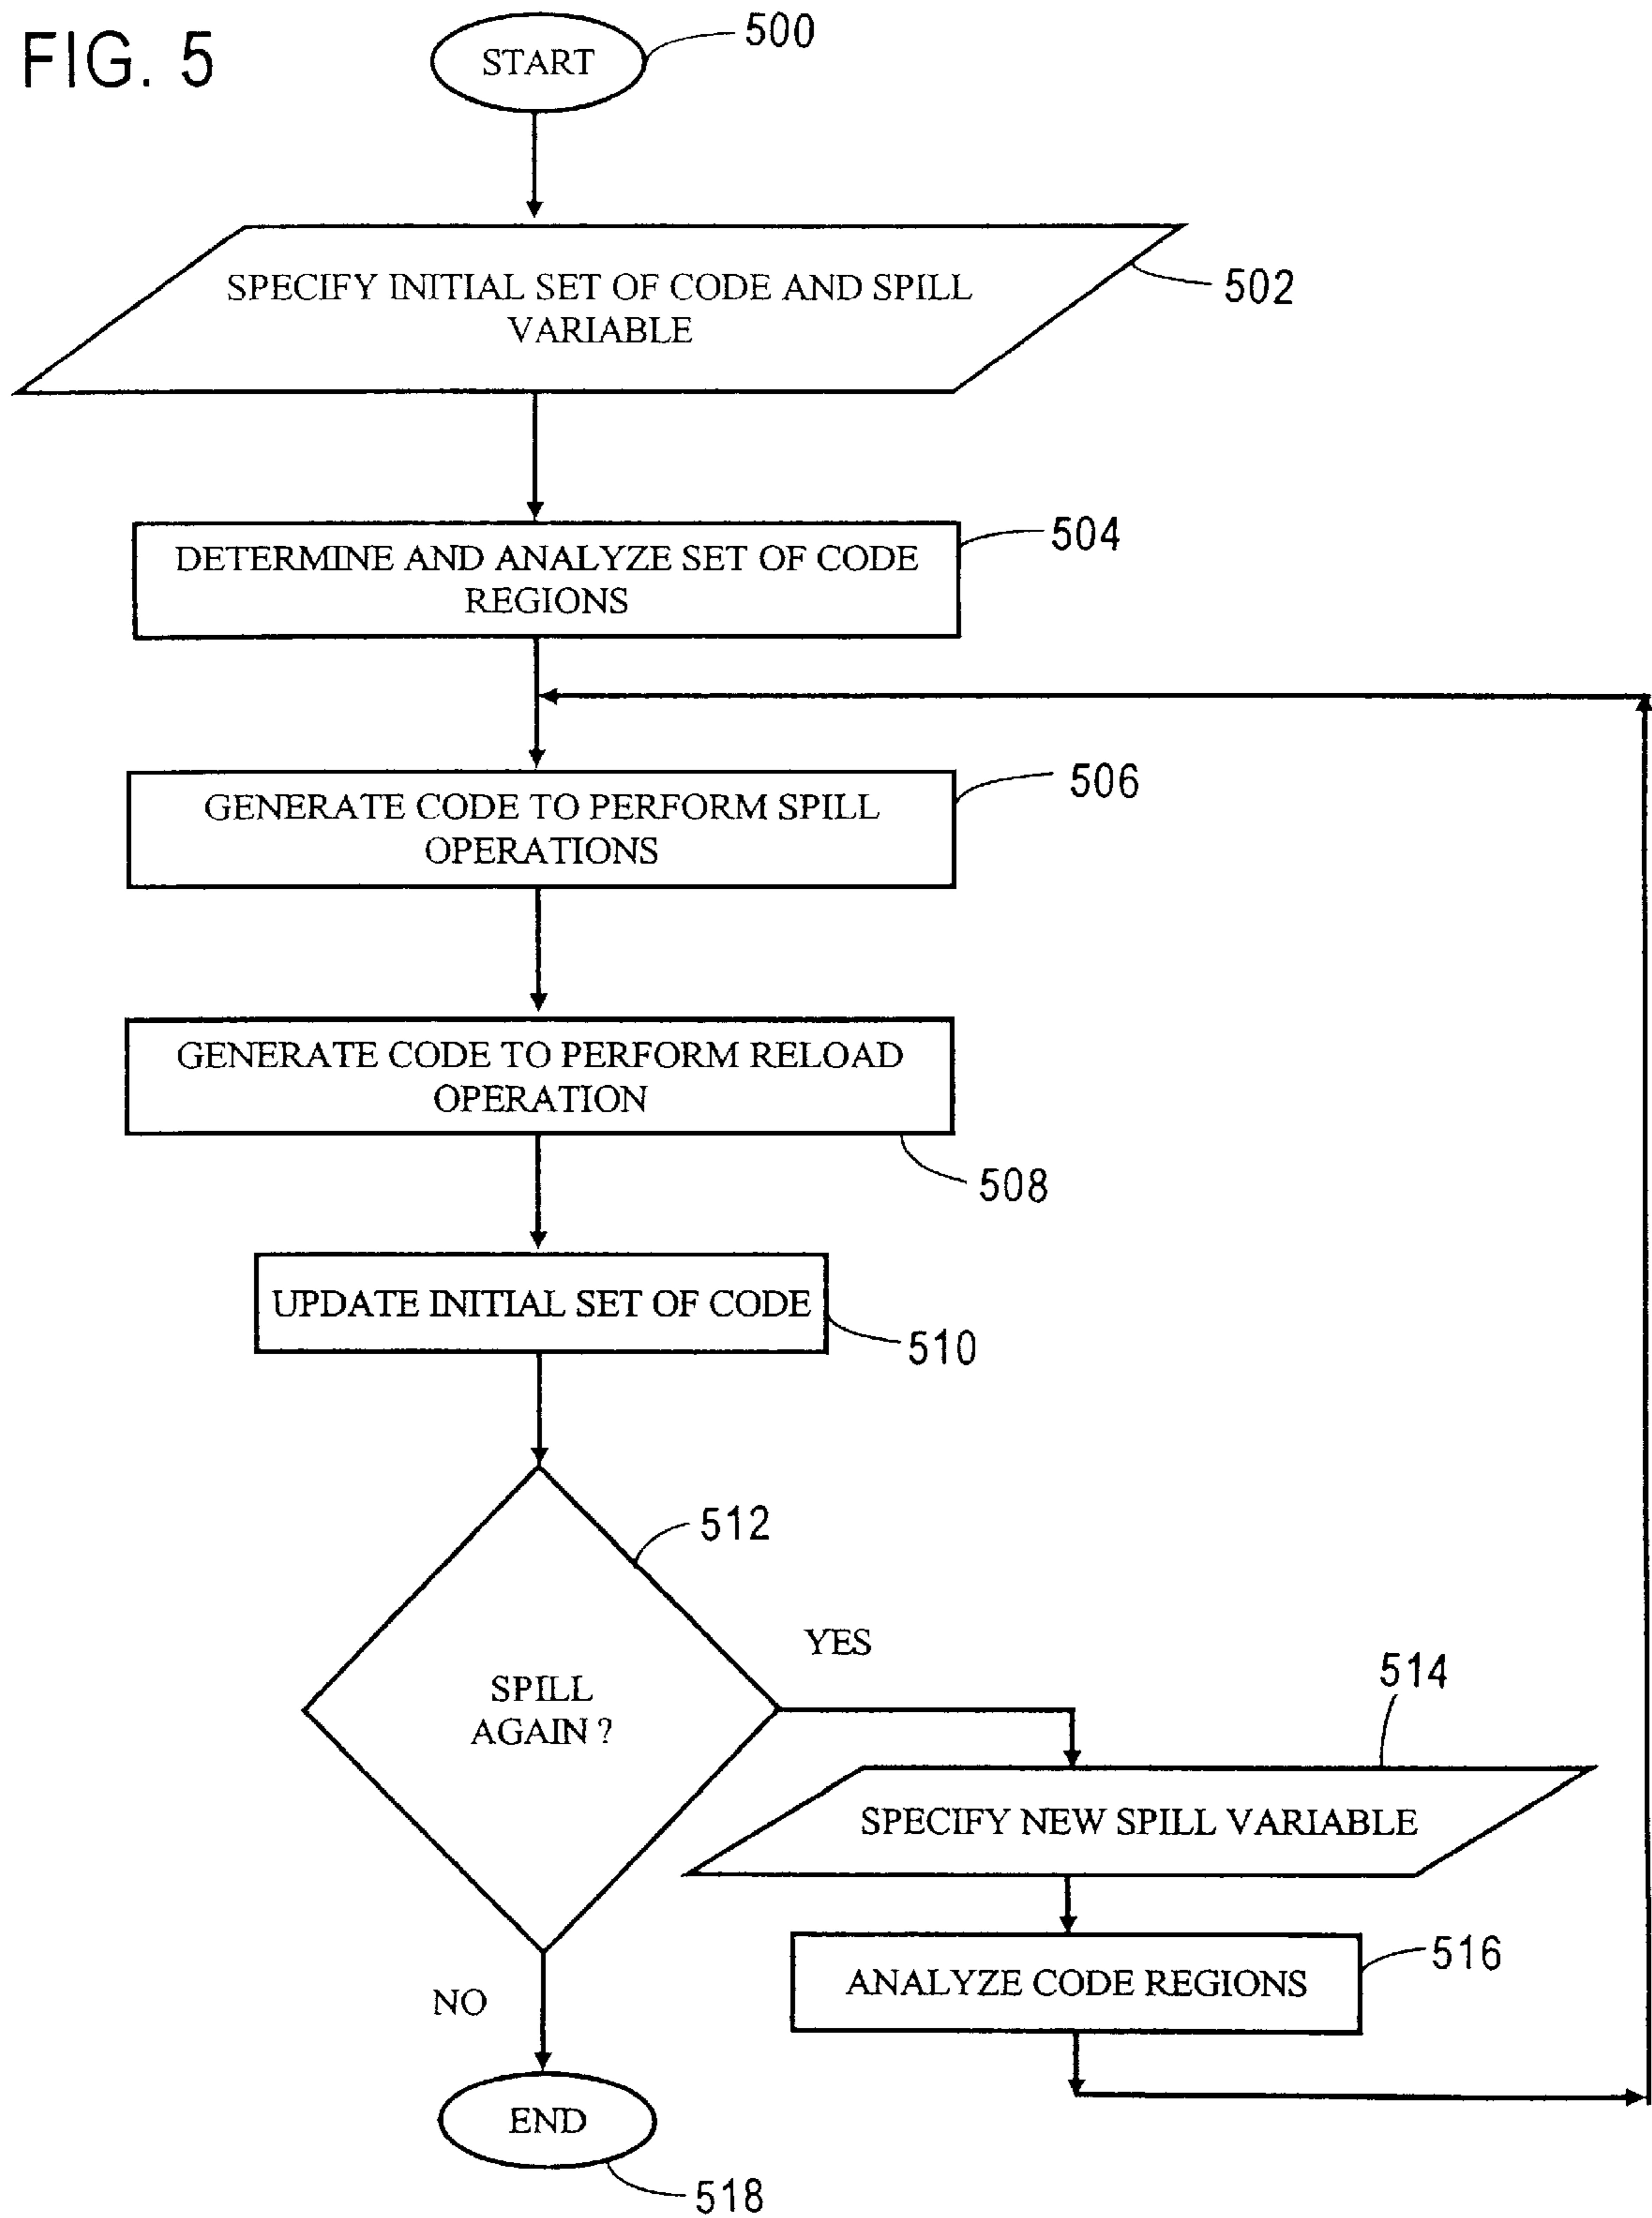 FIG. 5
START
500
SPECIFY INITIAL SET OF CODE AND SPILL
VARIABLE
502
DETERMINE AND ANALYZE SET OF CODE
REGIONS
504
GENERATE CODE TO PERFORM SPILL
OPERATIONS
506
GENERATE CODE TO PERFORM RELOAD
OPERATION
508
UPDATE INITIAL SET OF CODE
510
SPILL
AGAIN ?
512
YES
514
SPECIFY NEW SPILL VARIABLE
ANALYZE CODE REGIONS
516
NO
END
518